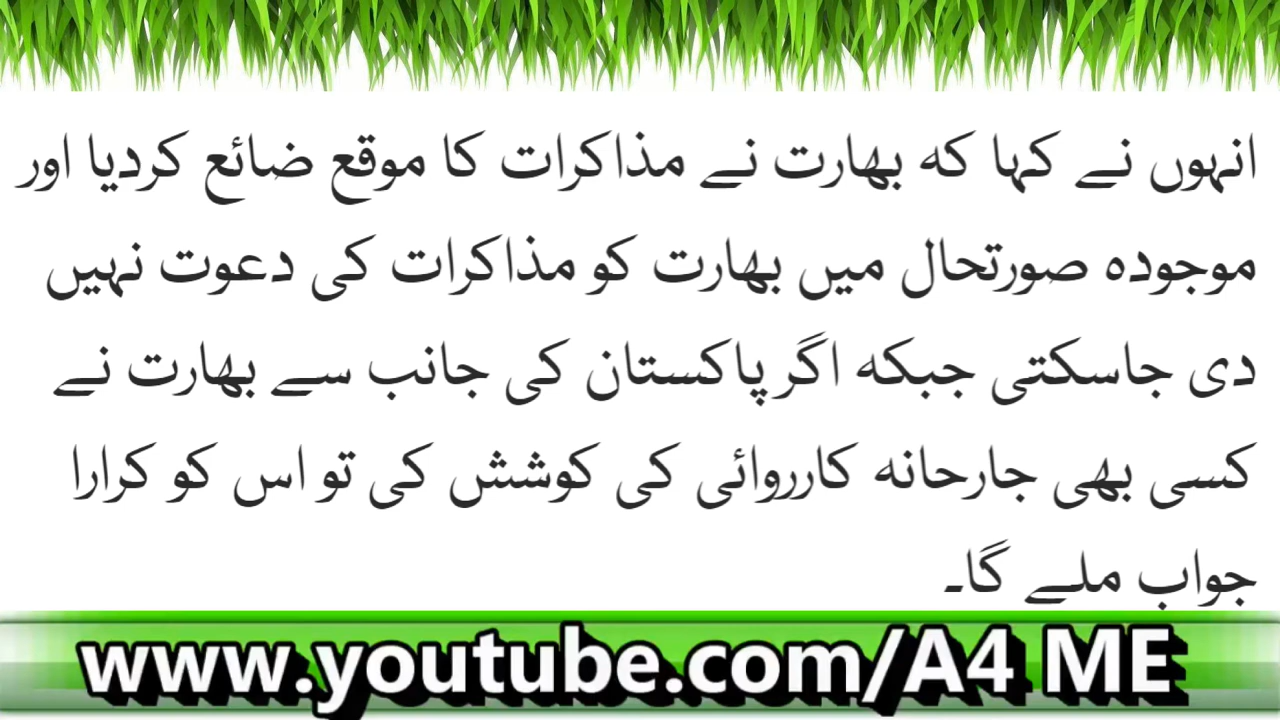 انہوں نے کہا کہ بھارت نے مذاکرات کا موقع ضائع کردیا اور
موجودہ صورتحال میں بھارت کو مذاکرات کی دعوت نہیں
دی جاسکتی جبکہ اگر پاکستان کی جانب سے بھارت نے
کسی بھی جارحانہ کارروائی کی کوشش کی تو اس کو کرارا
جواب ملے گا۔
www.youtube.com/A4 ME